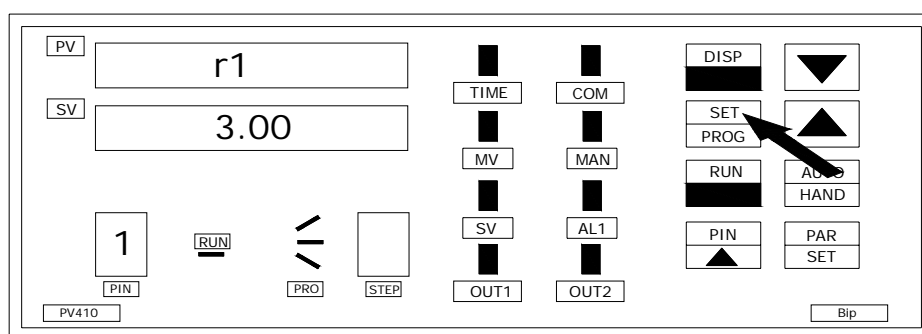 PV
r1
SV
3.00
TIME
COM
MV
MAN
SV
AL1
OUT1
OUT2
DISP
SET
PROG
RUN
AUTO
HAND
PIN
PAR
SET
1
RUN
PIN
PRO
STEP
PV410
Bip